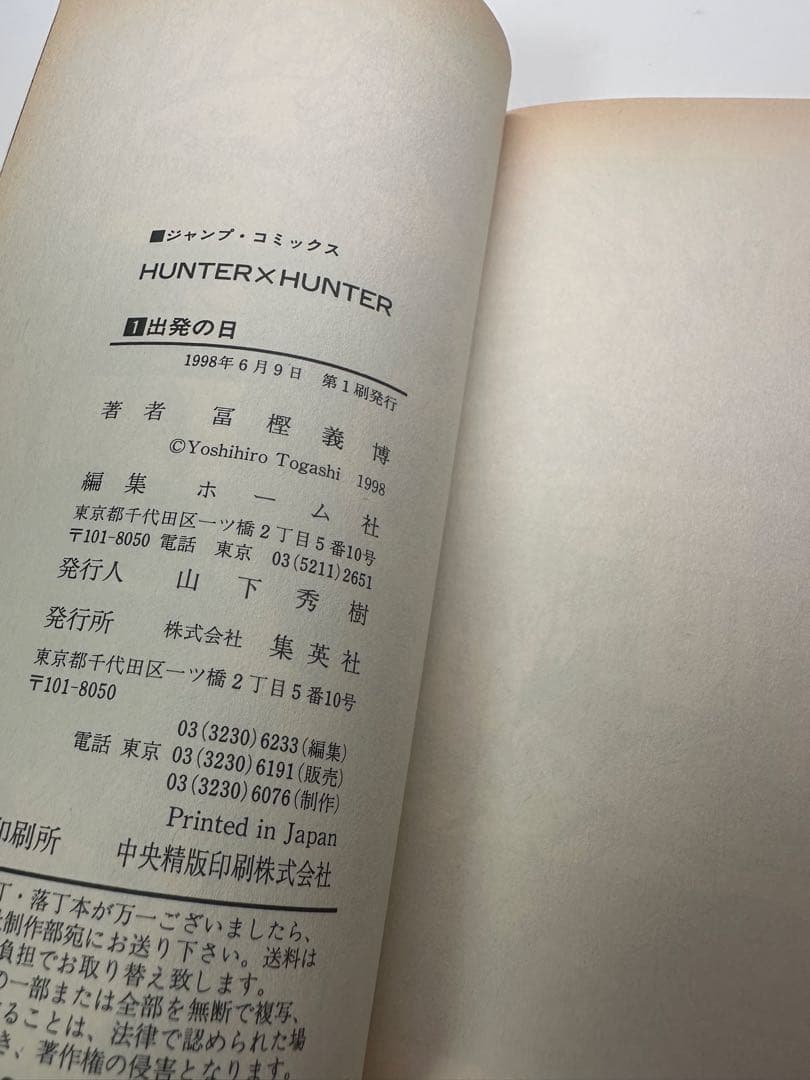 ■ジャンプ・コミックス
HUNTER×HUNTER
1出発の日
1998年6月9日 第1刷発行
著者 冨樫義博
©Yoshihiro Togashi 1998
編集 ホーム社
東京都千代田区一ツ橋2丁目5番10号
〒101-8050 電話 東京 03(5211)2651
発行人 山下秀樹
発行所 株式会社 集英社
東京都千代田区一ツ橋2丁目5番10号
〒101-8050
03(3230)6233(編集)
電話 東京 03(3230)6191(販売)
03(3230)6076(制作)
Printed in Japan
印刷所 中央精版印刷株式会社
丁・落丁本が万一ございましたら、
制作部宛にお送り下さい。送料は
負担でお取り替え致します。
の一部または全部を無断で複写、
ることは、法律で認められた場
き、著作権の侵害となります。